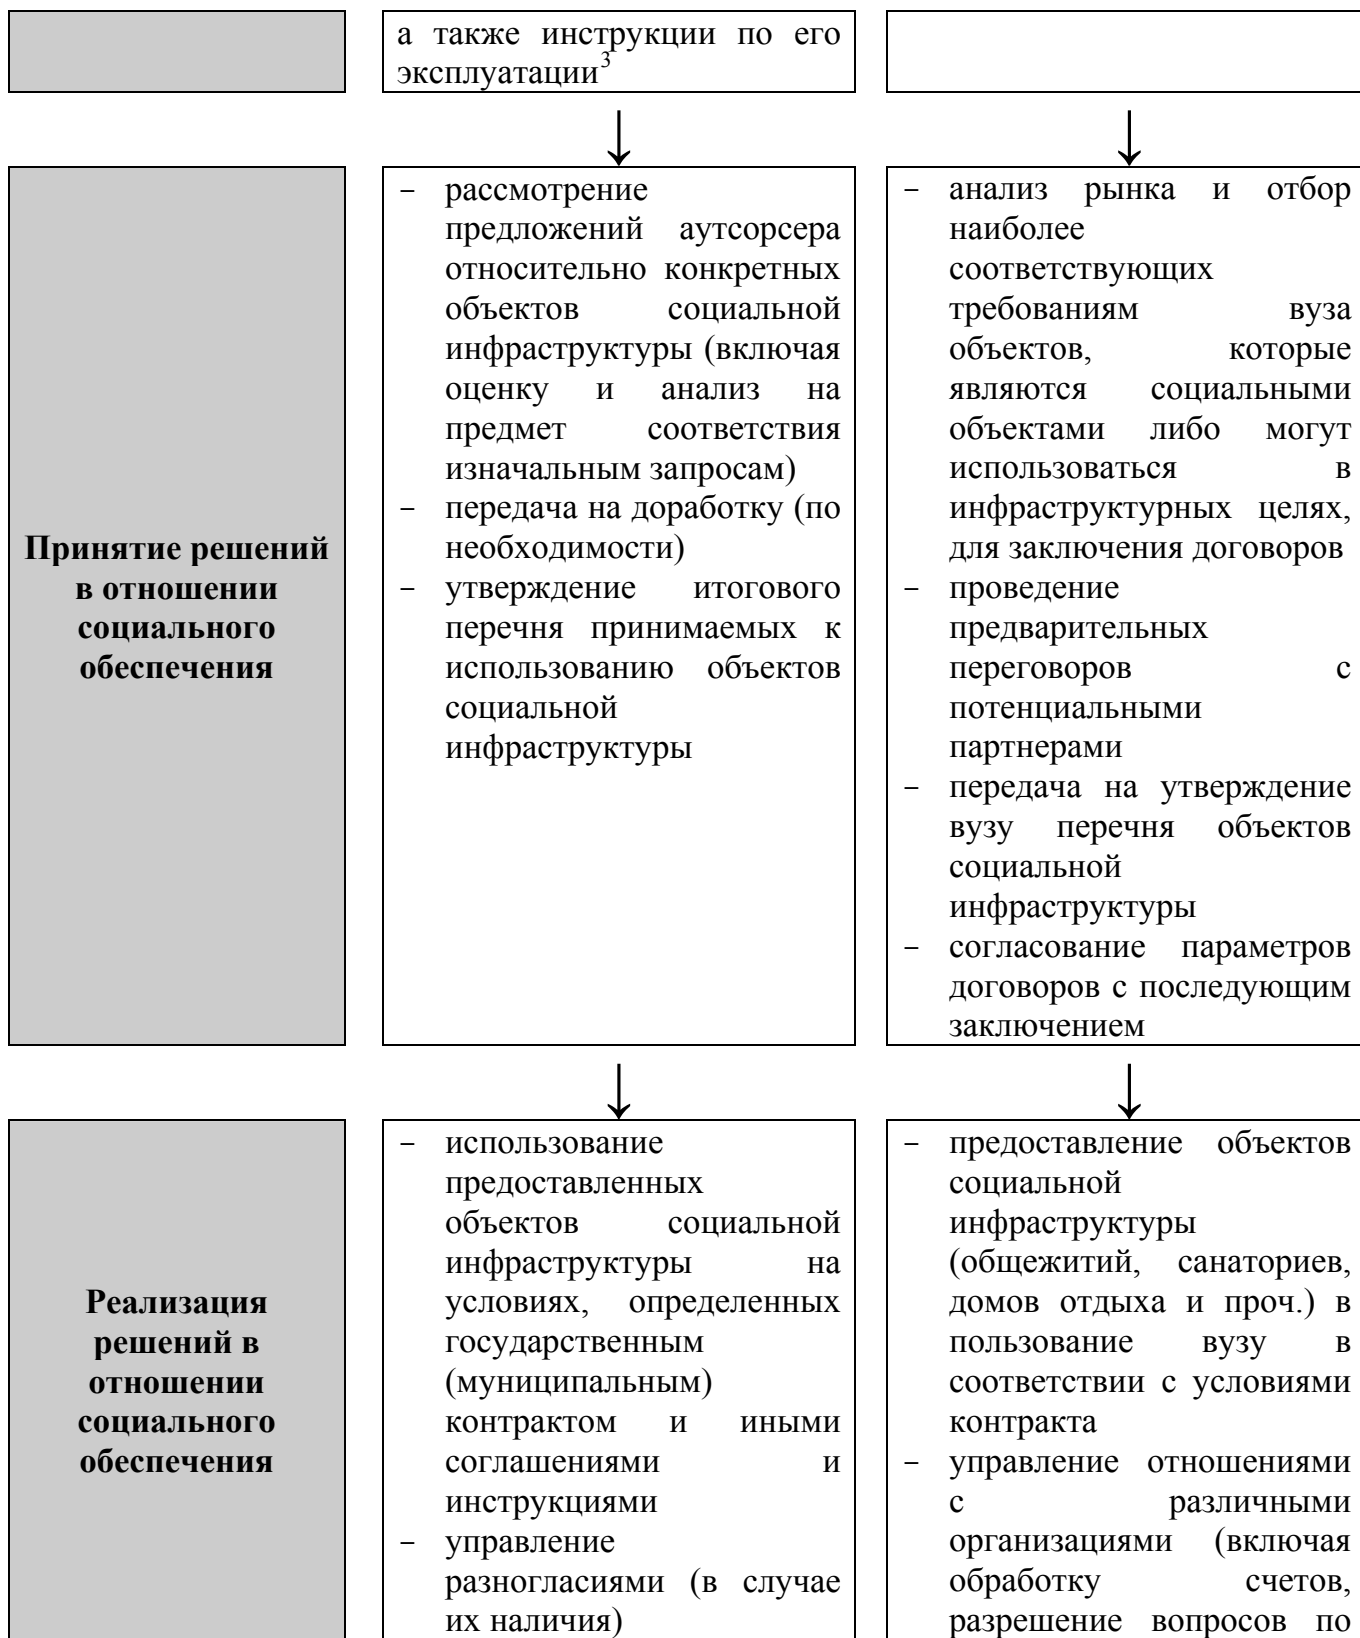 а также инструкции по его
эксплуатации³
Принятие решений
в отношении
социального
обеспечения
- рассмотрение
предложений аутсорсера
относительно конкретных
объектов социальной
инфраструктуры (включая
оценку и анализ на
предмет соответствия
изначальным запросам)
- передача на доработку (по
необходимости)
- утверждение итогового
перечня принимаемых к
использованию объектов
социальной
инфраструктуры
- анализ рынка и отбор
наиболее
соответствующих
требованиям вуза
объектов, которые
являются социальными
объектами либо могут
использоваться в
инфраструктурных целях,
для заключения договоров
- проведение
предварительных
переговоров с
потенциальными
партнерами
- передача на утверждение
вузу перечня объектов
социальной
инфраструктуры
- согласование параметров
договоров с последующим
заключением
Реализация
решений в
отношении
социального
обеспечения
- использование
предоставленных
объектов социальной
инфраструктуры на
условиях, определенных
государственным
(муниципальным)
контрактом и иными
соглашениями и
инструкциями
- управление
разногласиями (в случае
их наличия)
- предоставление объектов
социальной
инфраструктуры
(общежитий, санаториев,
домов отдыха и проч.) в
пользование вузу в
соответствии с условиями
контракта
- управление отношениями
с различными
организациями (включая
обработку счетов,
разрешение вопросов по